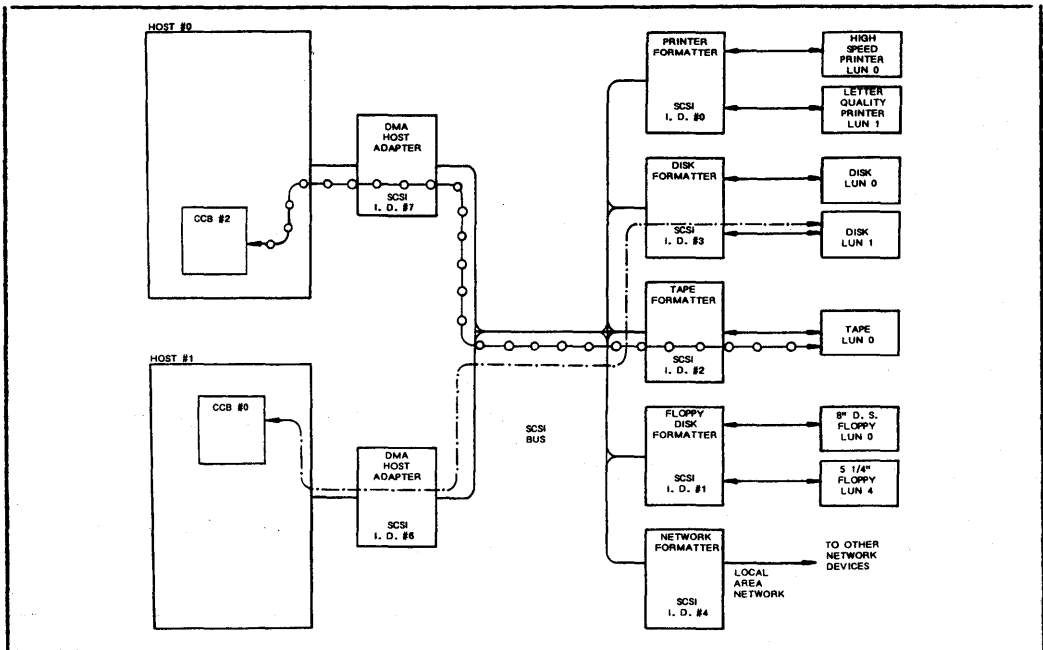 HOST #0
CCB #2
DMA
HOST
ADAPTER
SCSI
I. D. #7
HOST #1
CCB #0
DMA
HOST
ADAPTER
SCSI
I. D. #6
SCSI
BUS
PRINTER
FORMATTER
SCSI
I. D. #0
HIGH
SPEED
PRINTER
LUN 0
LETTER
QUALITY
PRINTER
LUN 1
DISK
FORMATTER
SCSI
I. D. #3
DISK
LUN 0
DISK
LUN 1
TAPE
FORMATTER
SCSI
I. D. #2
TAPE
LUN 0
FLOPPY
DISK
FORMATTER
SCSI
I. D. #1
8" D. S.
FLOPPY
LUN 0
5 1/4"
FLOPPY
LUN 4
NETWORK
FORMATTER
SCSI
I. D. #4
LOCAL
AREA
NETWORK
TO OTHER
NETWORK
DEVICES